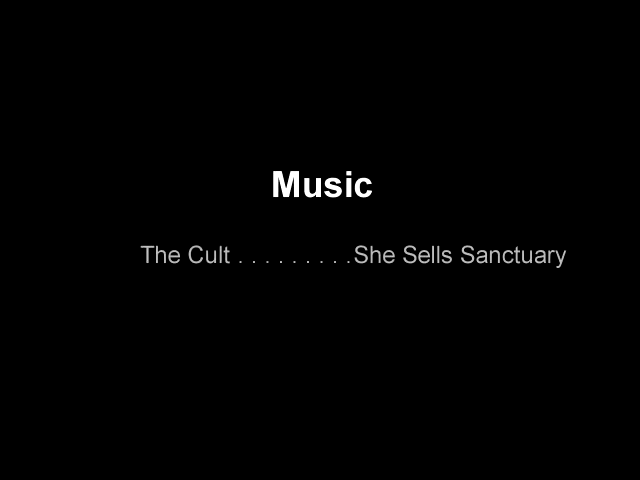 Music
The Cult . . . . . . . . .She Sells Sanctuary